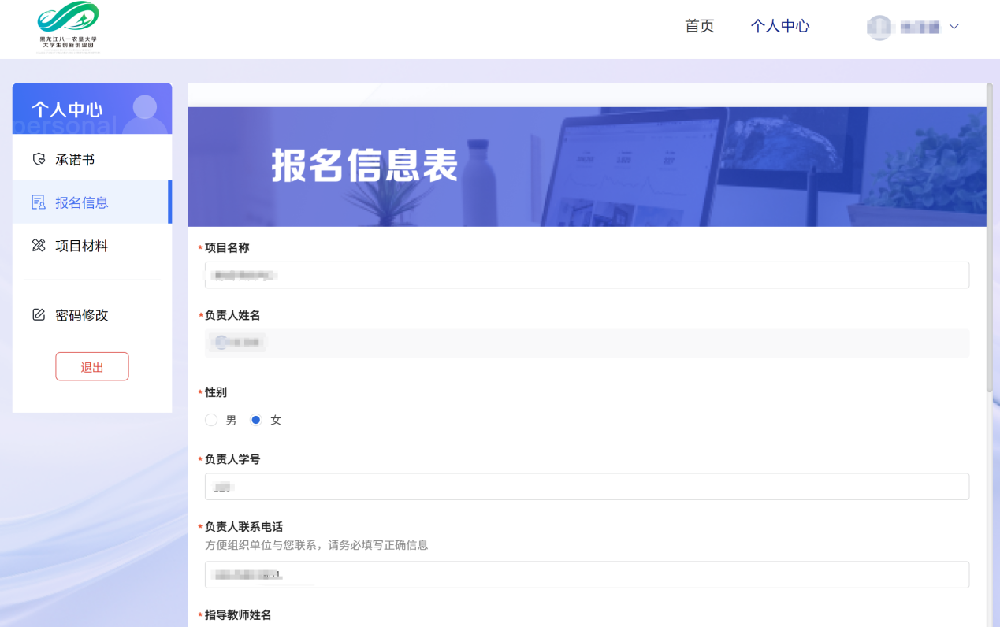 黑龙江八一农垦大学
大学生创新创业园
首页
个人中心
个人中心
personal
承诺书
报名信息
项目材料
密码修改
退出
报名信息表
*项目名称
*负责人姓名
*性别
男 女
*负责人学号
*负责人联系电话
方便组织单位与您联系，请务必填写正确信息
*指导教师姓名